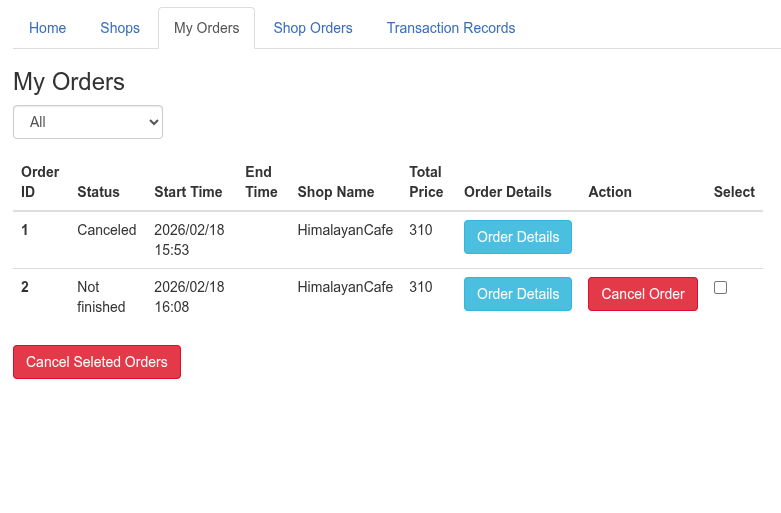 Home Shops My Orders Shop Orders Transaction Records
My Orders
All
Order ID Status Start Time End Time Shop Name Total Price Order Details Action Select
1 Canceled 2026/02/18 15:53 HimalayanCafe 310 Order Details
2 Not finished 2026/02/18 16:08 HimalayanCafe 310 Order Details Cancel Order
Cancel Seleted Orders